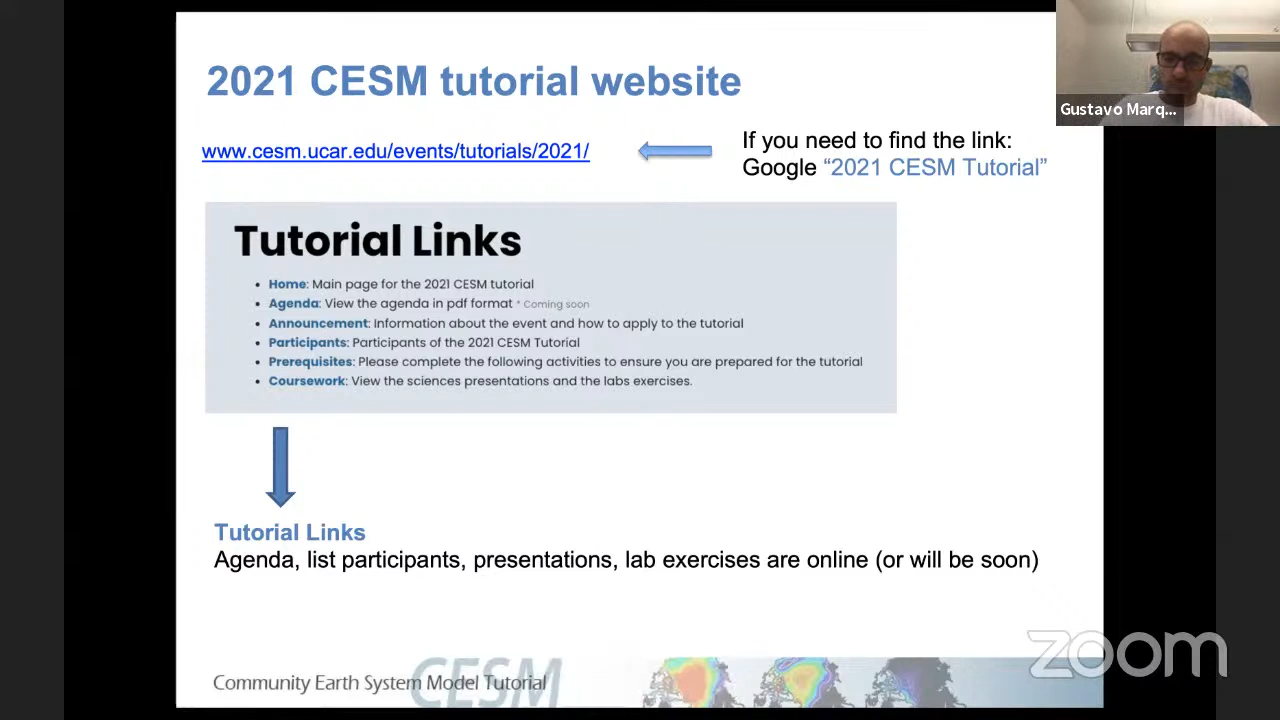 2021 CESM tutorial website
www.cesm.ucar.edu/events/tutorials/2021/
If you need to find the link:
Google “2021 CESM Tutorial”
Gustavo Marq...
Tutorial Links
• Home: Main page for the 2021 CESM tutorial
• Agenda: View the agenda in pdf format * Coming soon
• Announcement: Information about the event and how to apply to the tutorial
• Participants: Participants of the 2021 CESM Tutorial
• Prerequisites: Please complete the following activities to ensure you are prepared for the tutorial
• Coursework: View the sciences presentations and the labs exercises.
Tutorial Links
Agenda, list participants, presentations, lab exercises are online (or will be soon)
CESM
Community Earth System Model Tutorial
zoom